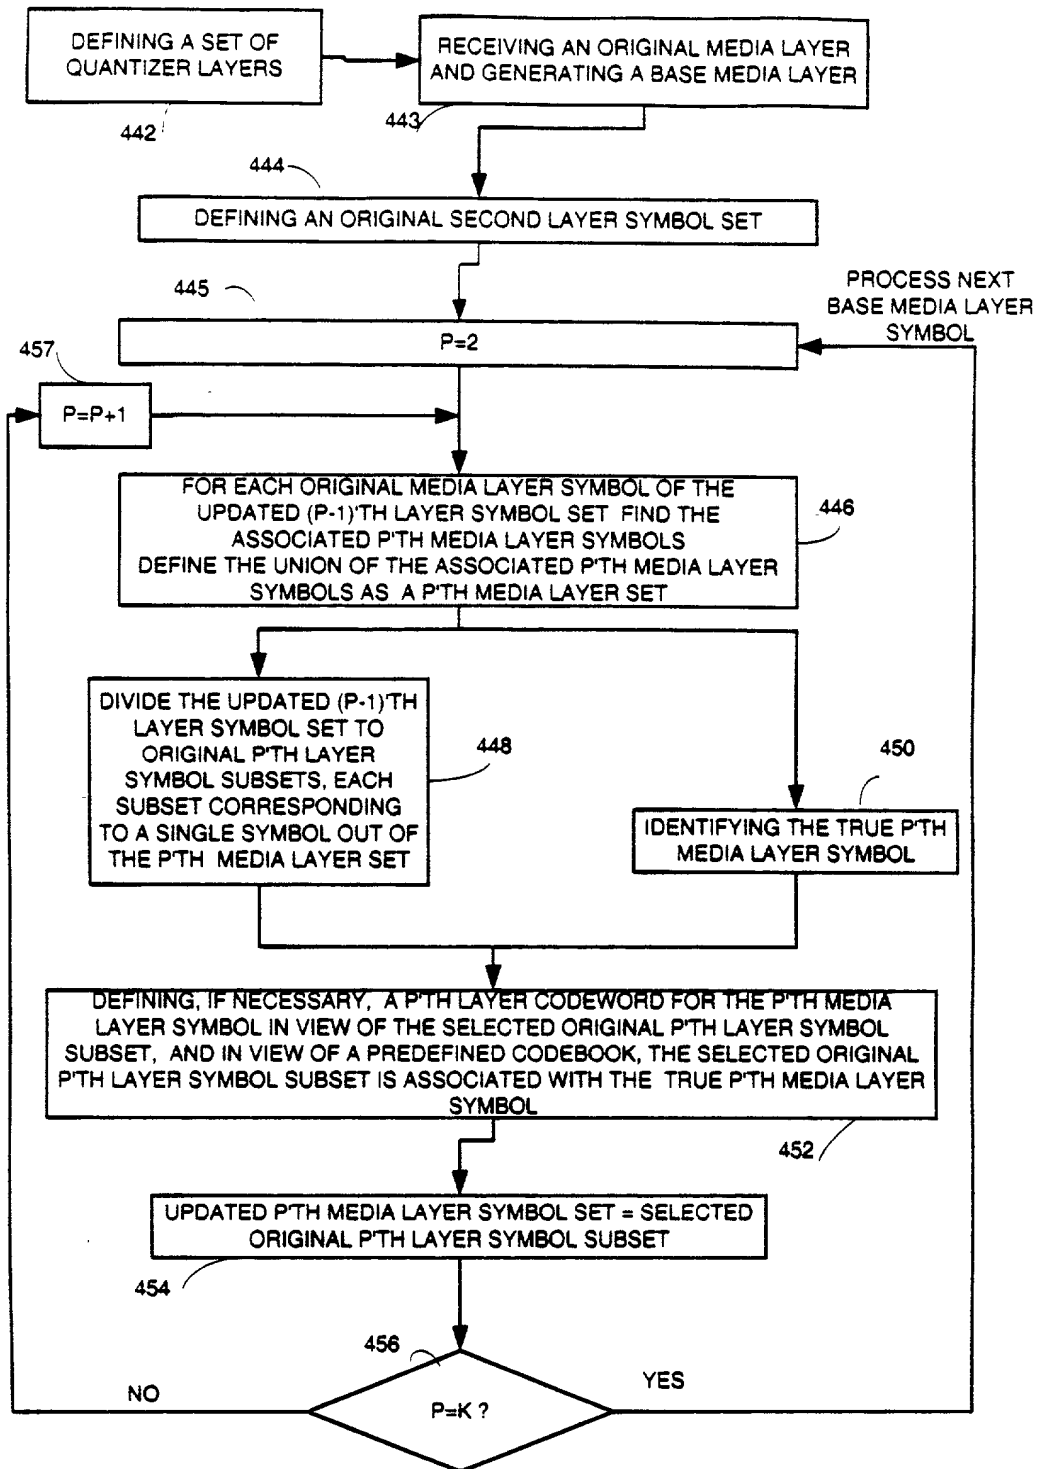 DEFINING A SET OF
QUANTIZER LAYERS
442
RECEIVING AN ORIGINAL MEDIA LAYER
AND GENERATING A BASE MEDIA LAYER
443
444
DEFINING AN ORIGINAL SECOND LAYER SYMBOL SET
445
P=2
PROCESS NEXT
BASE MEDIA LAYER
SYMBOL
457
P=P+1
FOR EACH ORIGINAL MEDIA LAYER SYMBOL OF THE
UPDATED (P-1)'TH LAYER SYMBOL SET FIND THE
ASSOCIATED P'TH MEDIA LAYER SYMBOLS
DEFINE THE UNION OF THE ASSOCIATED P'TH MEDIA LAYER
SYMBOLS AS A P'TH MEDIA LAYER SET
446
DIVIDE THE UPDATED (P-1)'TH
LAYER SYMBOL SET TO
ORIGINAL P'TH LAYER
SYMBOL SUBSETS, EACH
SUBSET CORRESPONDING
TO A SINGLE SYMBOL OUT OF
THE P'TH MEDIA LAYER SET
448
450
IDENTIFYING THE TRUE P'TH
MEDIA LAYER SYMBOL
DEFINING, IF NECESSARY, A P'TH LAYER CODEWORD FOR THE P'TH MEDIA
LAYER SYMBOL IN VIEW OF THE SELECTED ORIGINAL P'TH LAYER SYMBOL
SUBSET, AND IN VIEW OF A PREDEFINED CODEBOOK, THE SELECTED ORIGINAL
P'TH LAYER SYMBOL SUBSET IS ASSOCIATED WITH THE TRUE P'TH MEDIA LAYER
SYMBOL
452
UPDATED P'TH MEDIA LAYER SYMBOL SET = SELECTED
ORIGINAL P'TH LAYER SYMBOL SUBSET
454
456
NO
P=K ?
YES